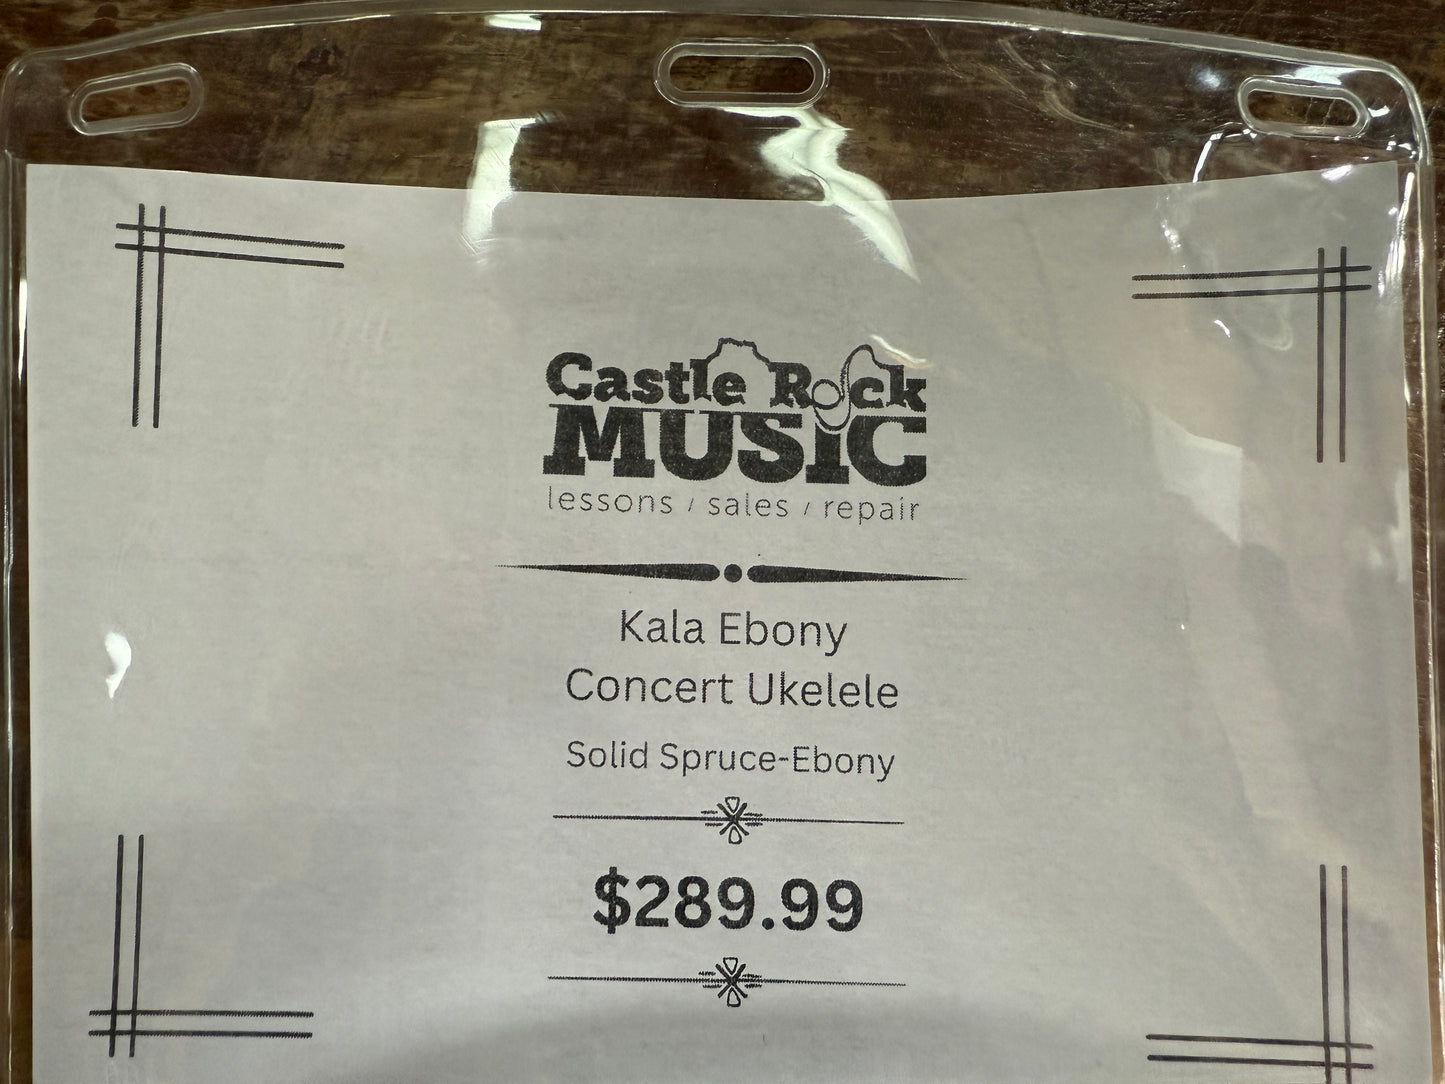 Castle Rock
MUSIC
lessons / sales / repair
Kala Ebony
Concert Ukelele
Solid Spruce-Ebony
$289.99